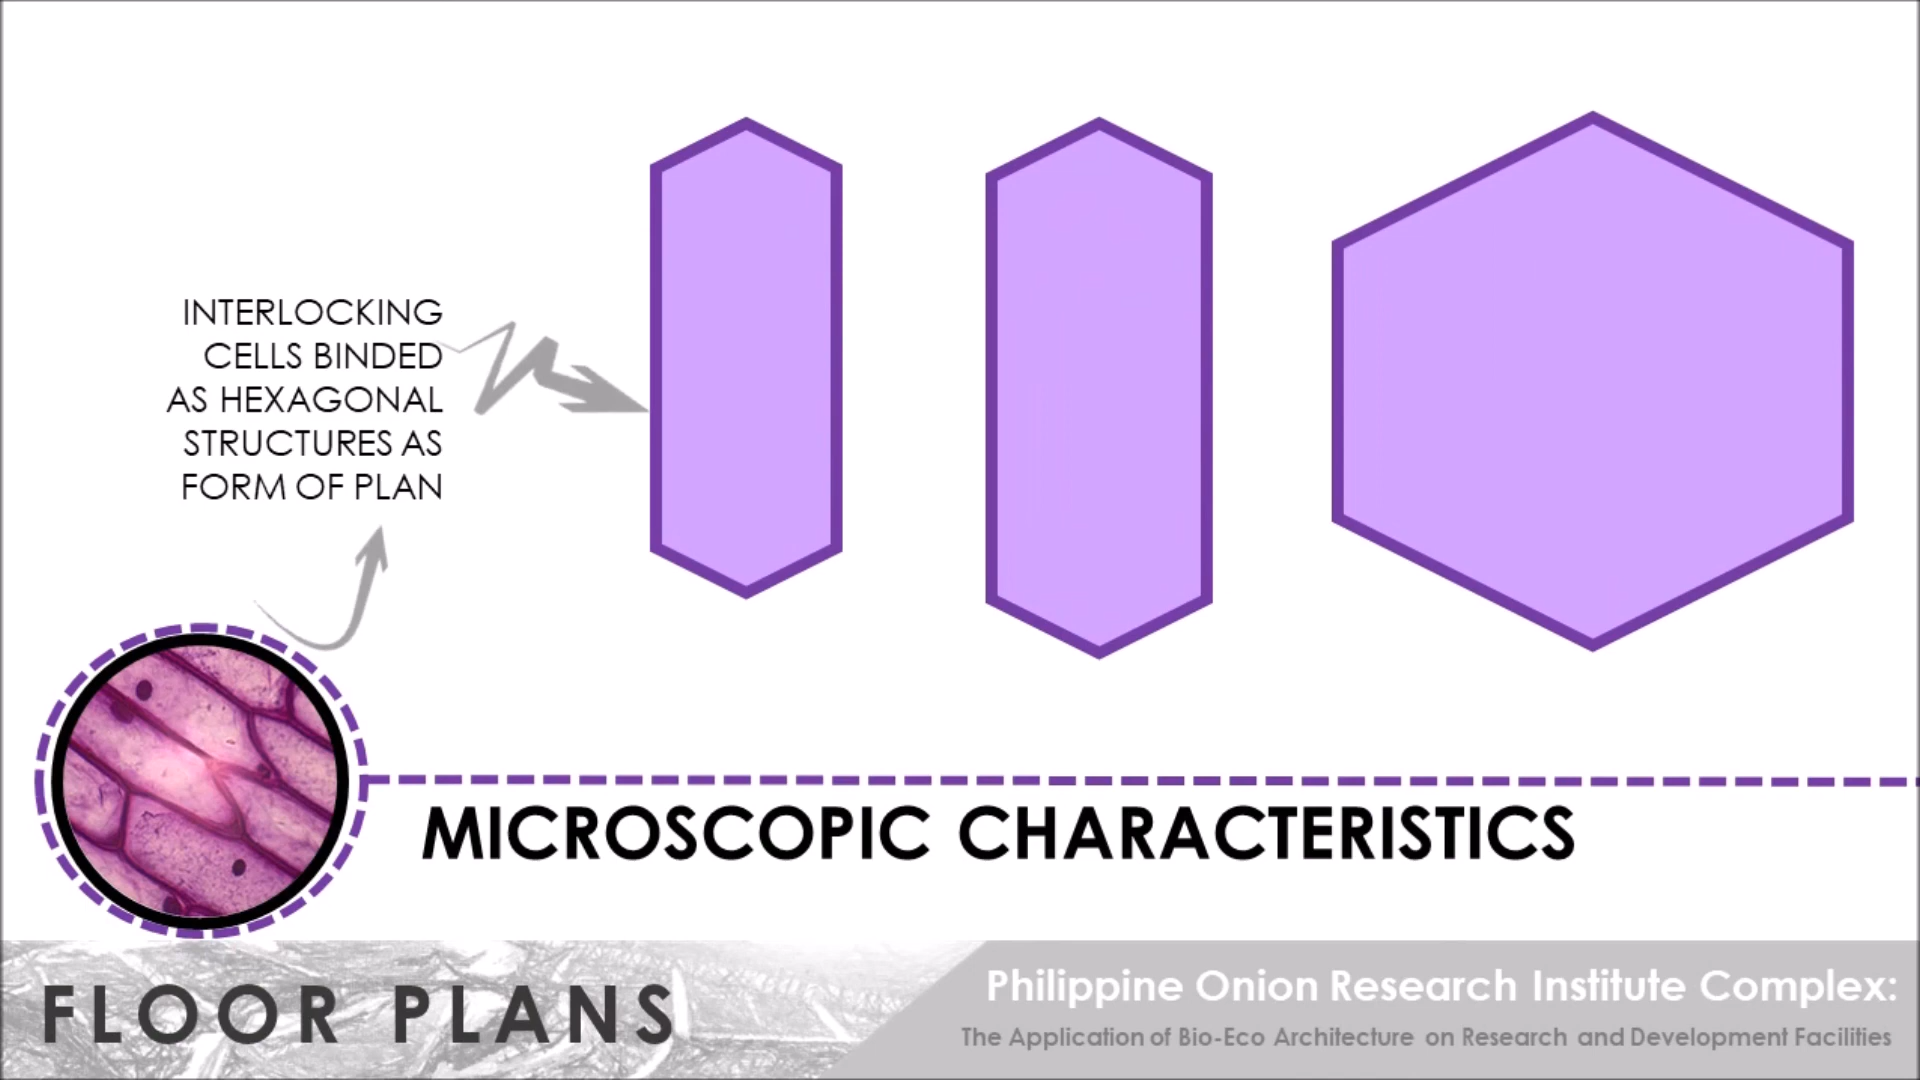 INTERLOCKING
CELLS BINDED
AS HEXAGONAL
STRUCTURES AS
FORM OF PLAN
MICROSCOPIC CHARACTERISTICS
FLOOR PLANS
Philippine Onion Research Institute Complex:
The Application of Bio-Eco Architecture on Research and Development Facilities